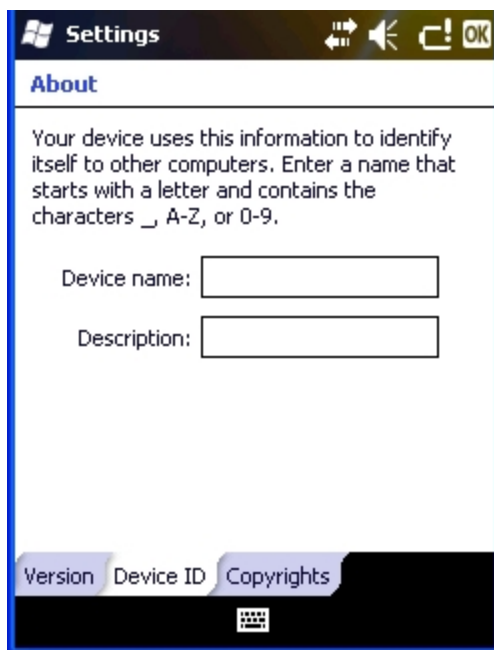 Settings
OK
About
Your device uses this information to identify
itself to other computers. Enter a name that
starts with a letter and contains the
characters _, A-Z, or 0-9.
Device name:
Description:
Version Device ID Copyrights